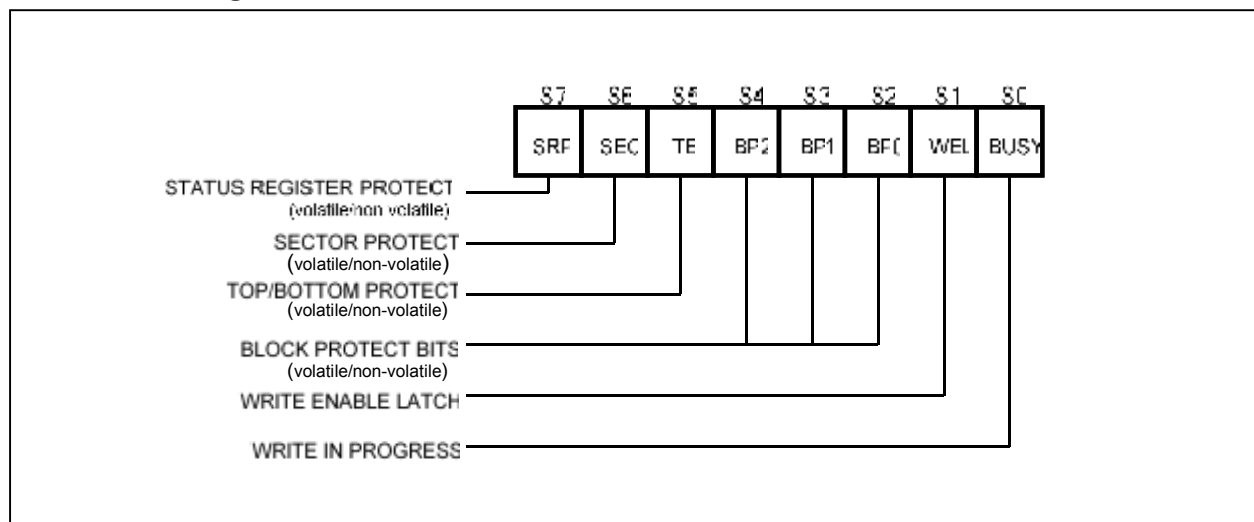 S7 S6 S5 S4 S3 S2 S1 S0
SRP SEC TB BP2 BP1 BP0 WEL BUSY
STATUS REGISTER PROTECT
(volatile/non volatile)
SECTOR PROTECT
(volatile/non-volatile)
TOP/BOTTOM PROTECT
(volatile/non-volatile)
BLOCK PROTECT BITS
(volatile/non-volatile)
WRITE ENABLE LATCH
WRITE IN PROGRESS